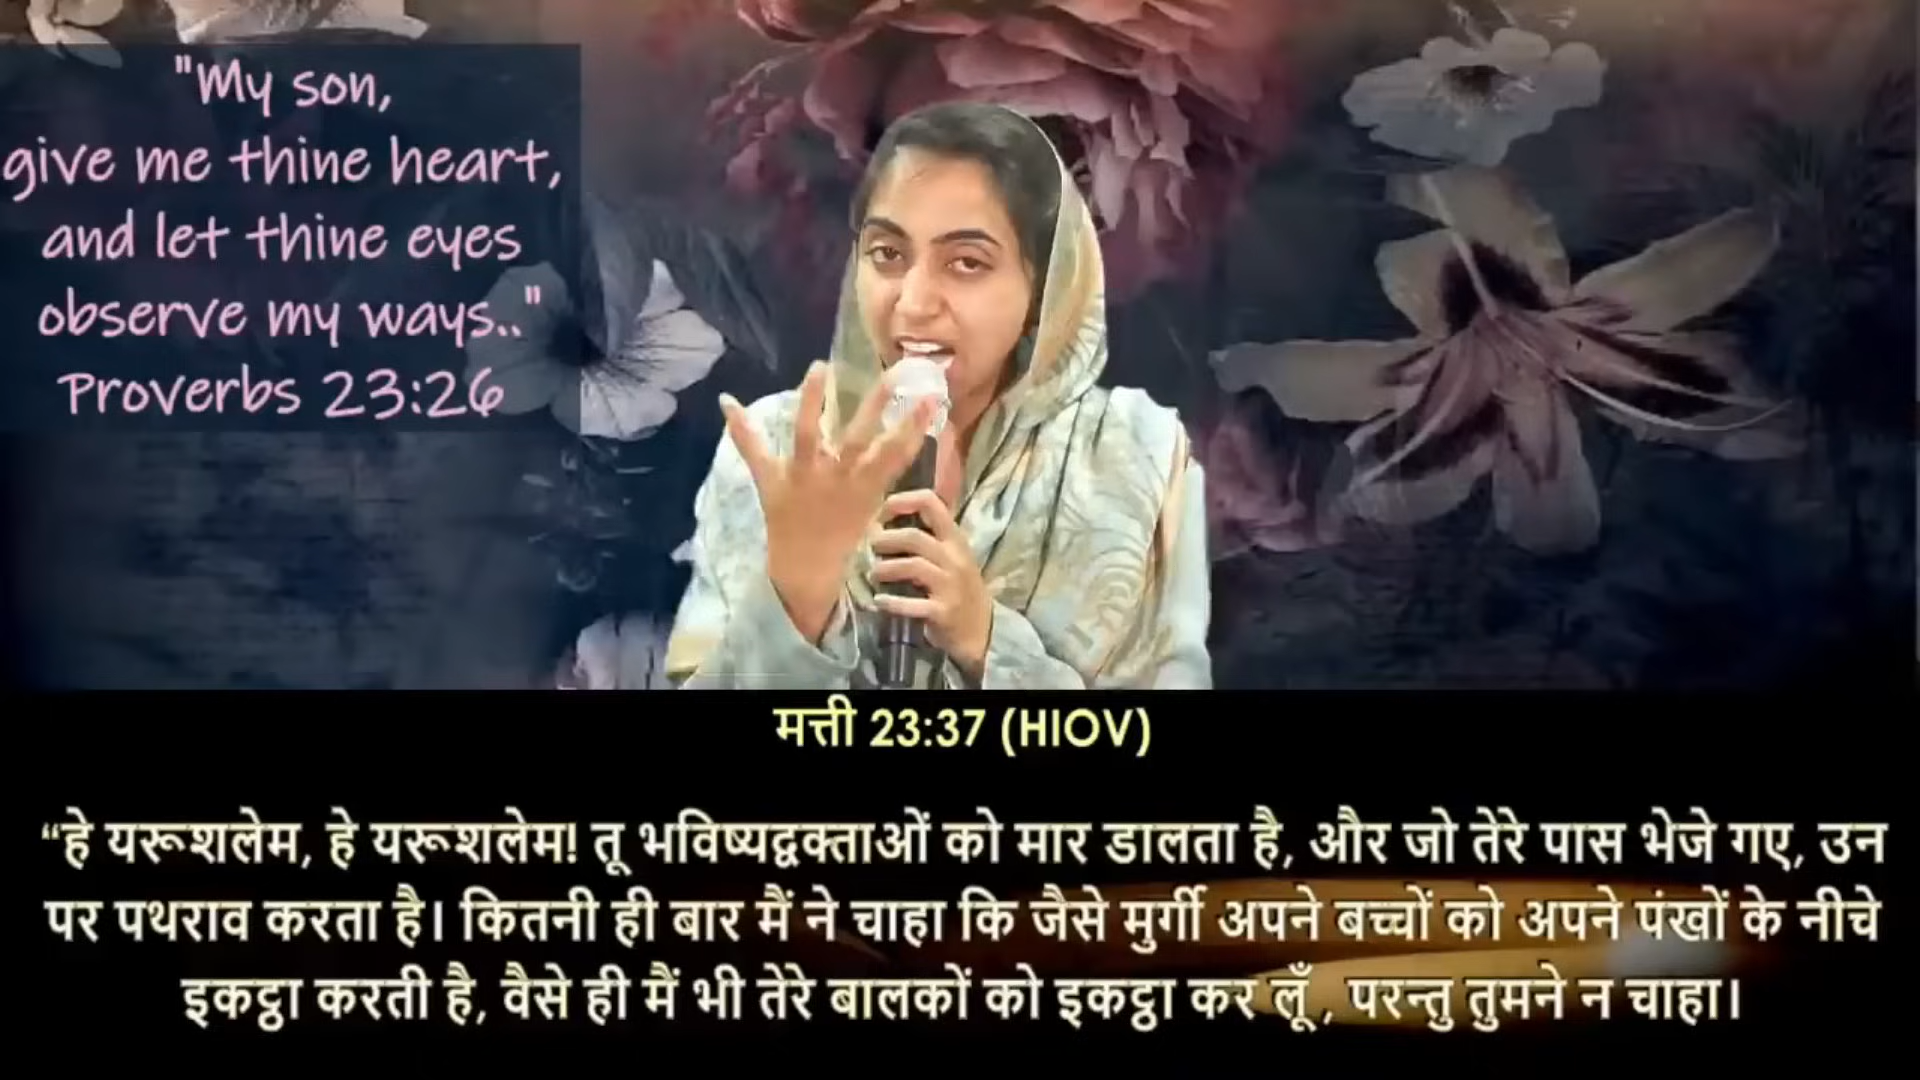 "My son,
give me thine heart,
and let thine eyes
observe my ways.."
Proverbs 23:26
मत्ती 23:37 (HIOV)
“हे यरूशलेम, हे यरूशलेम! तू भविष्यद्वक्ताओं को मार डालता है, और जो तेरे पास भेजे गए, उन
पर पथराव करता है। कितनी ही बार मैं ने चाहा कि जैसे मुर्गी अपने बच्चों को अपने पंखों के नीचे
इकट्ठा करती है, वैसे ही मैं भी तेरे बालकों को इकट्ठा कर लूँ , परन्तु तुमने न चाहा।